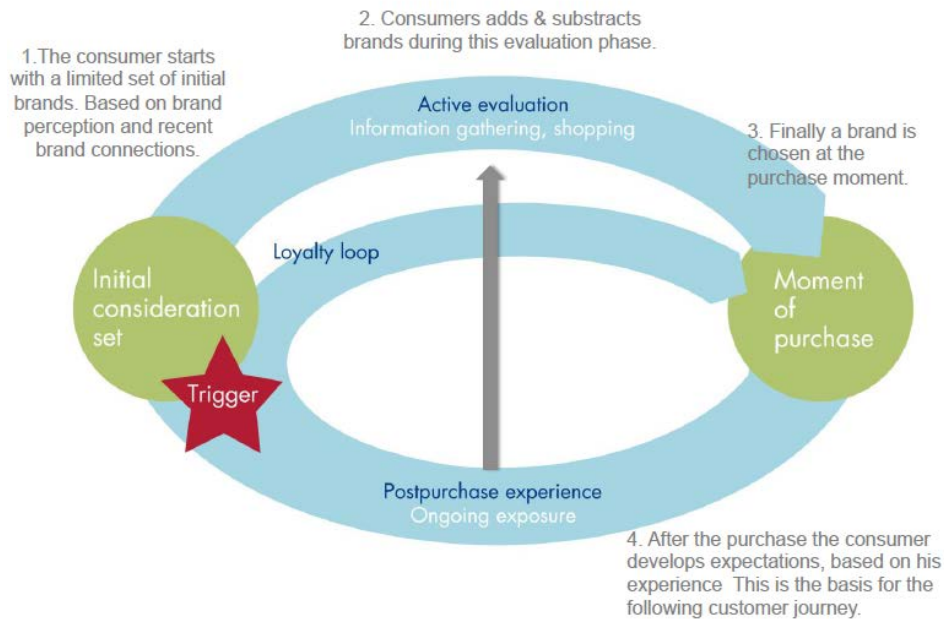 2. Consumers adds & substracts
brands during this evaluation phase.
1.The consumer starts
with a limited set of initial
brands. Based on brand
perception and recent
brand connections.
Active evaluation
Information gathering, shopping
3. Finally a brand is
chosen at the
purchase moment.
Loyalty loop
Initial
consideration
set
Moment
of
purchase
Trigger
Postpurchase experience
Ongoing exposure
4. After the purchase the consumer
develops expectations, based on his
experience This is the basis for the
following customer journey.